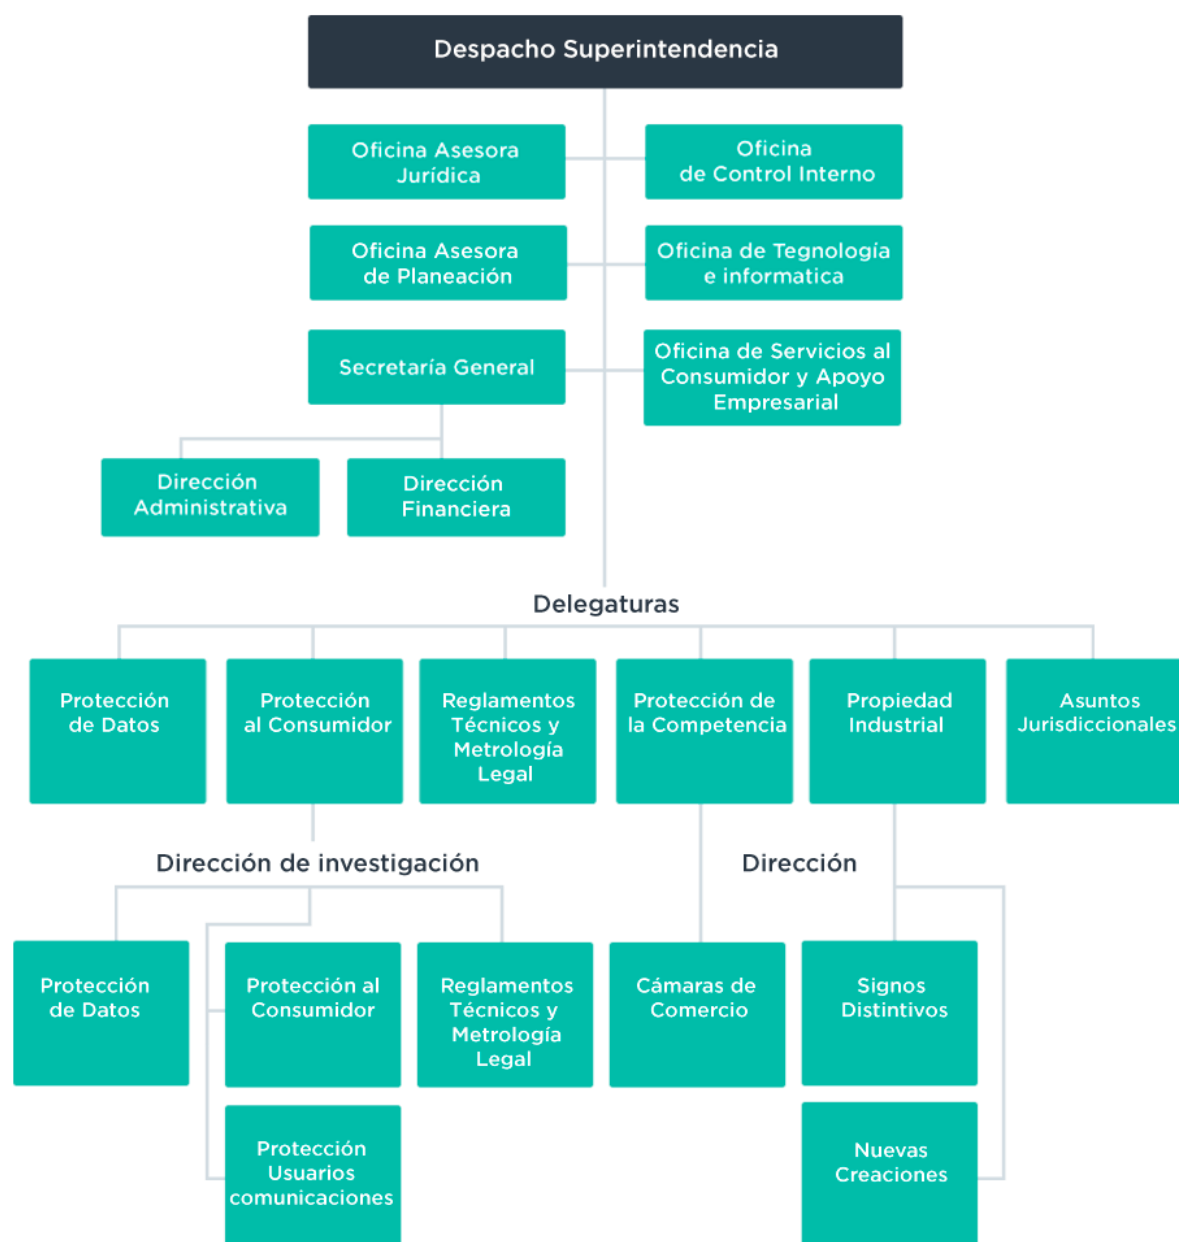 Despacho Superintendencia
Oficina Asesora
Jurídica
Oficina
de Control Interno
Oficina Asesora
de Planeación
Oficina de Tegnología
e informatica
Secretaría General
Oficina de Servicios al
Consumidor y Apoyo
Empresarial
Dirección
Administrativa
Dirección
Financiera
Delegaturas
Protección
de Datos
Protección
al Consumidor
Reglamentos
Técnicos y
Metrología
Legal
Protección de
la Competencia
Propiedad
Industrial
Asuntos
Jurisdiccionales
Dirección de investigación
Dirección
Protección
de Datos
Protección al
Consumidor
Reglamentos
Técnicos y
Metrología
Legal
Cámaras de
Comercio
Signos
Distintivos
Protección
Usuarios
comunicaciones
Nuevas
Creaciones